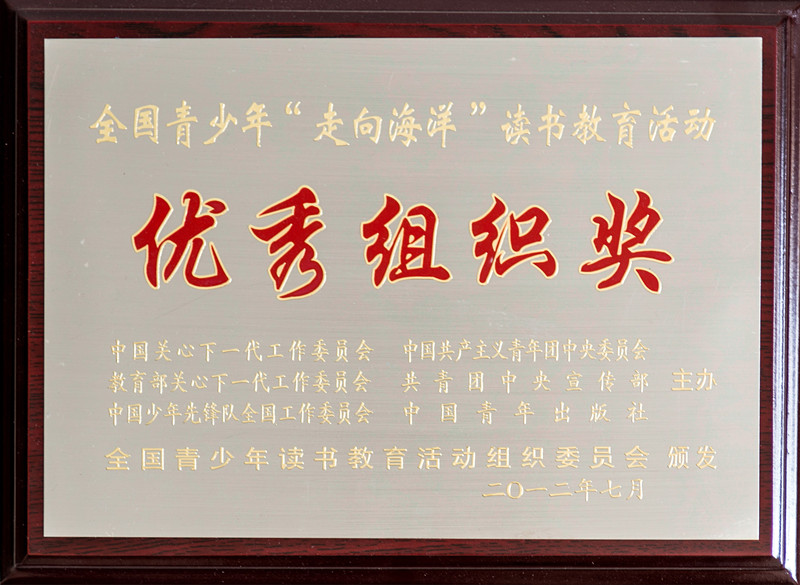 全国青少年“走向海洋”读书教育活动
优秀组织奖
中国关心下一代工作委员会 中国共产主义青年团中央委员会
教育部关心下一代工作委员会 共青团中央宣传部 主办
中国少年先锋队全国工作委员会 中国青年出版社
全国青少年读书教育活动组织委员会 颁发
二〇一二年七月